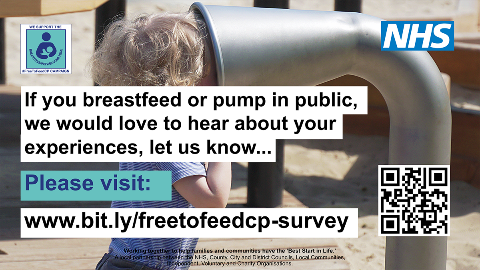 WE SUPPORT THE
#FreetoFeedCP CAMPAIGN
NHS
If you breastfeed or pump in public,
we would love to hear about your
experiences, let us know...
Please visit:
www.bit.ly/freetofeedcp-survey
Working together to help families and communities have the 'Best Start in Life.'
A local partnership between the NHS, County, City and District Councils, Local Communities,
Independent, Voluntary and Charity Organisations.